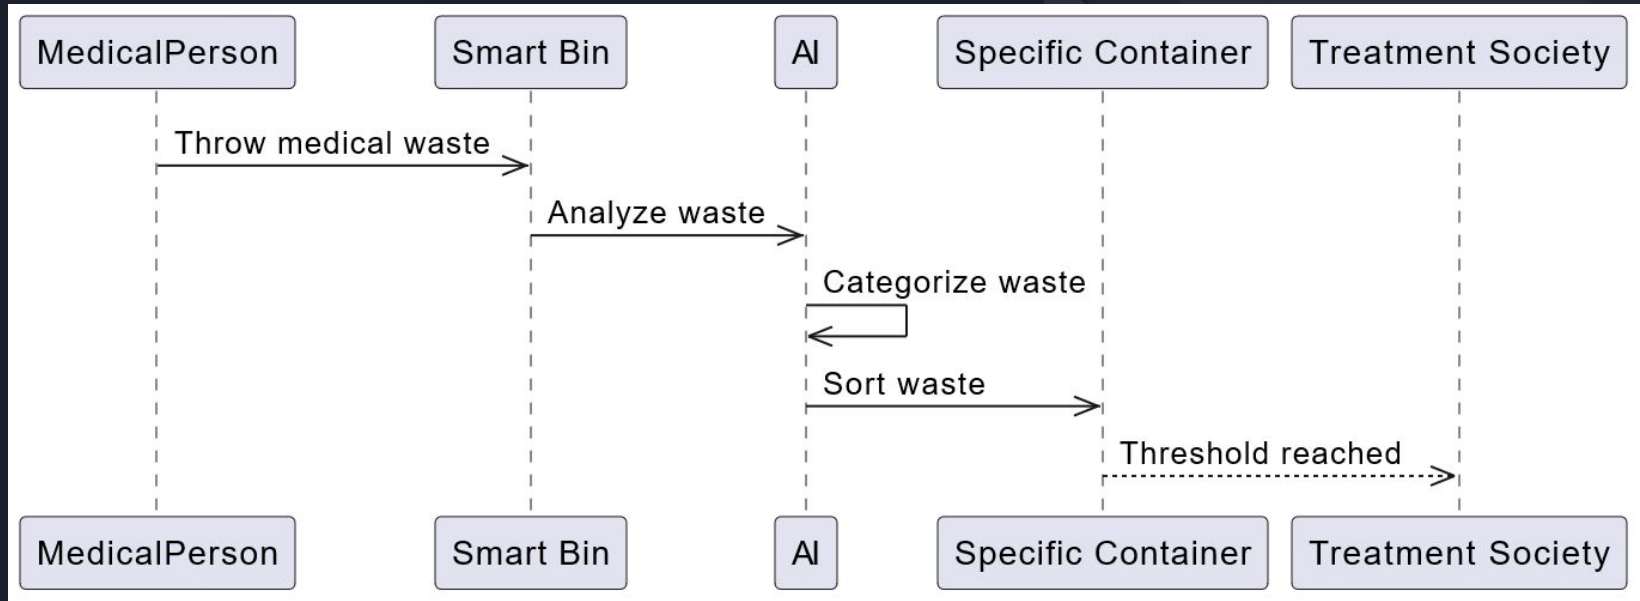 MedicalPerson
Smart Bin
AI
Specific Container
Treatment Society
Throw medical waste
Analyze waste
Categorize waste
Sort waste
Threshold reached
MedicalPerson
Smart Bin
AI
Specific Container
Treatment Society